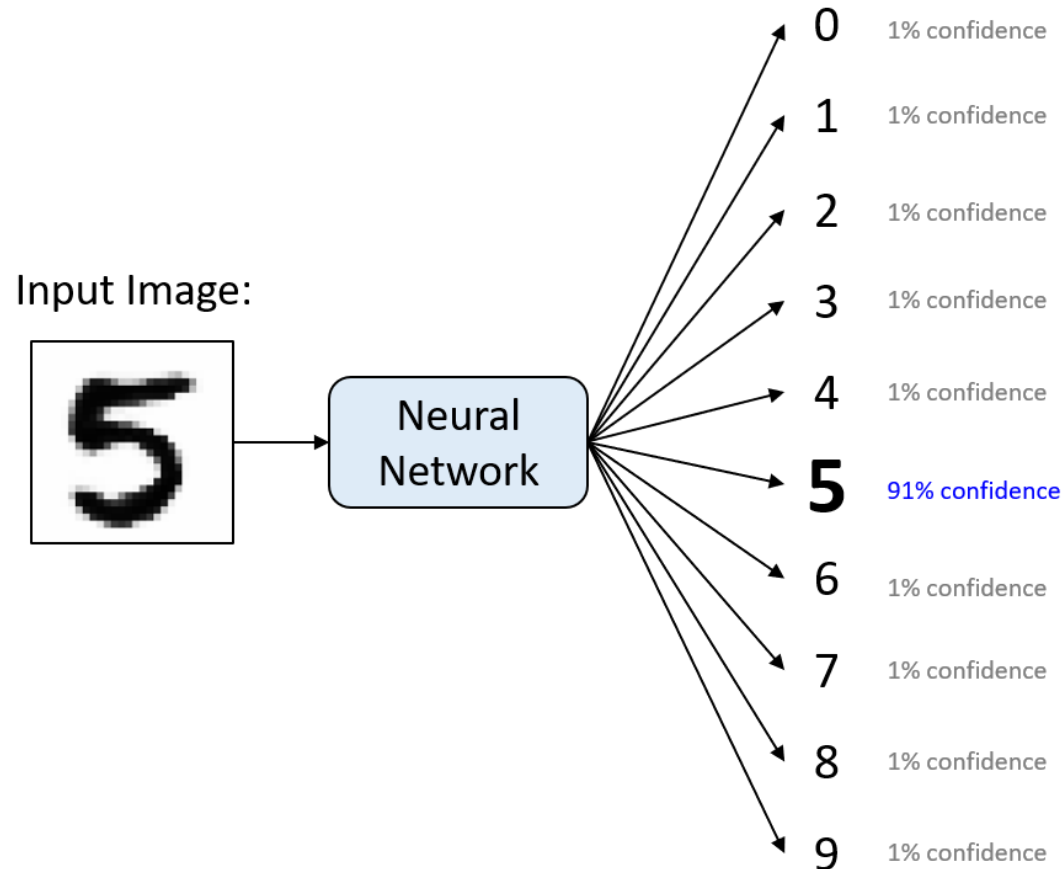 Input Image:
5
Neural
Network
0 1% confidence
1 1% confidence
2 1% confidence
3 1% confidence
4 1% confidence
5 91% confidence
6 1% confidence
7 1% confidence
8 1% confidence
9 1% confidence